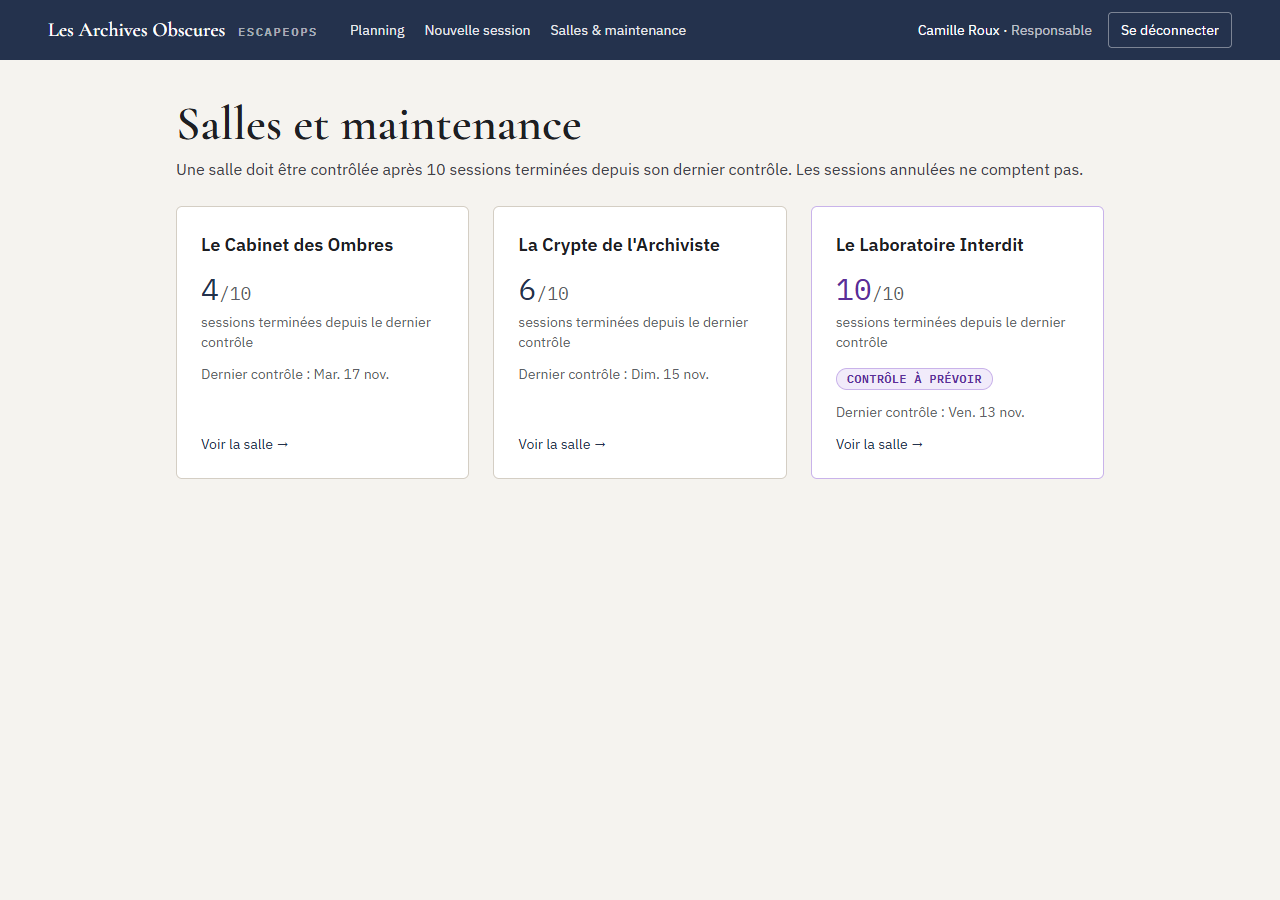 Les Archives Obscures ESCAPEOPS Planning Nouvelle session Salles & maintenance Camille Roux · Responsable Se déconnecter
Salles et maintenance
Une salle doit être contrôlée après 10 sessions terminées depuis son dernier contrôle. Les sessions annulées ne comptent pas.
Le Cabinet des Ombres
4/10
sessions terminées depuis le dernier
contrôle
Dernier contrôle : Mar. 17 nov.
Voir la salle →
La Crypte de l'Archiviste
6/10
sessions terminées depuis le dernier
contrôle
Dernier contrôle : Dim. 15 nov.
Voir la salle →
Le Laboratoire Interdit
10/10
sessions terminées depuis le dernier
contrôle
CONTRÔLE À PRÉVOIR
Dernier contrôle : Ven. 13 nov.
Voir la salle →